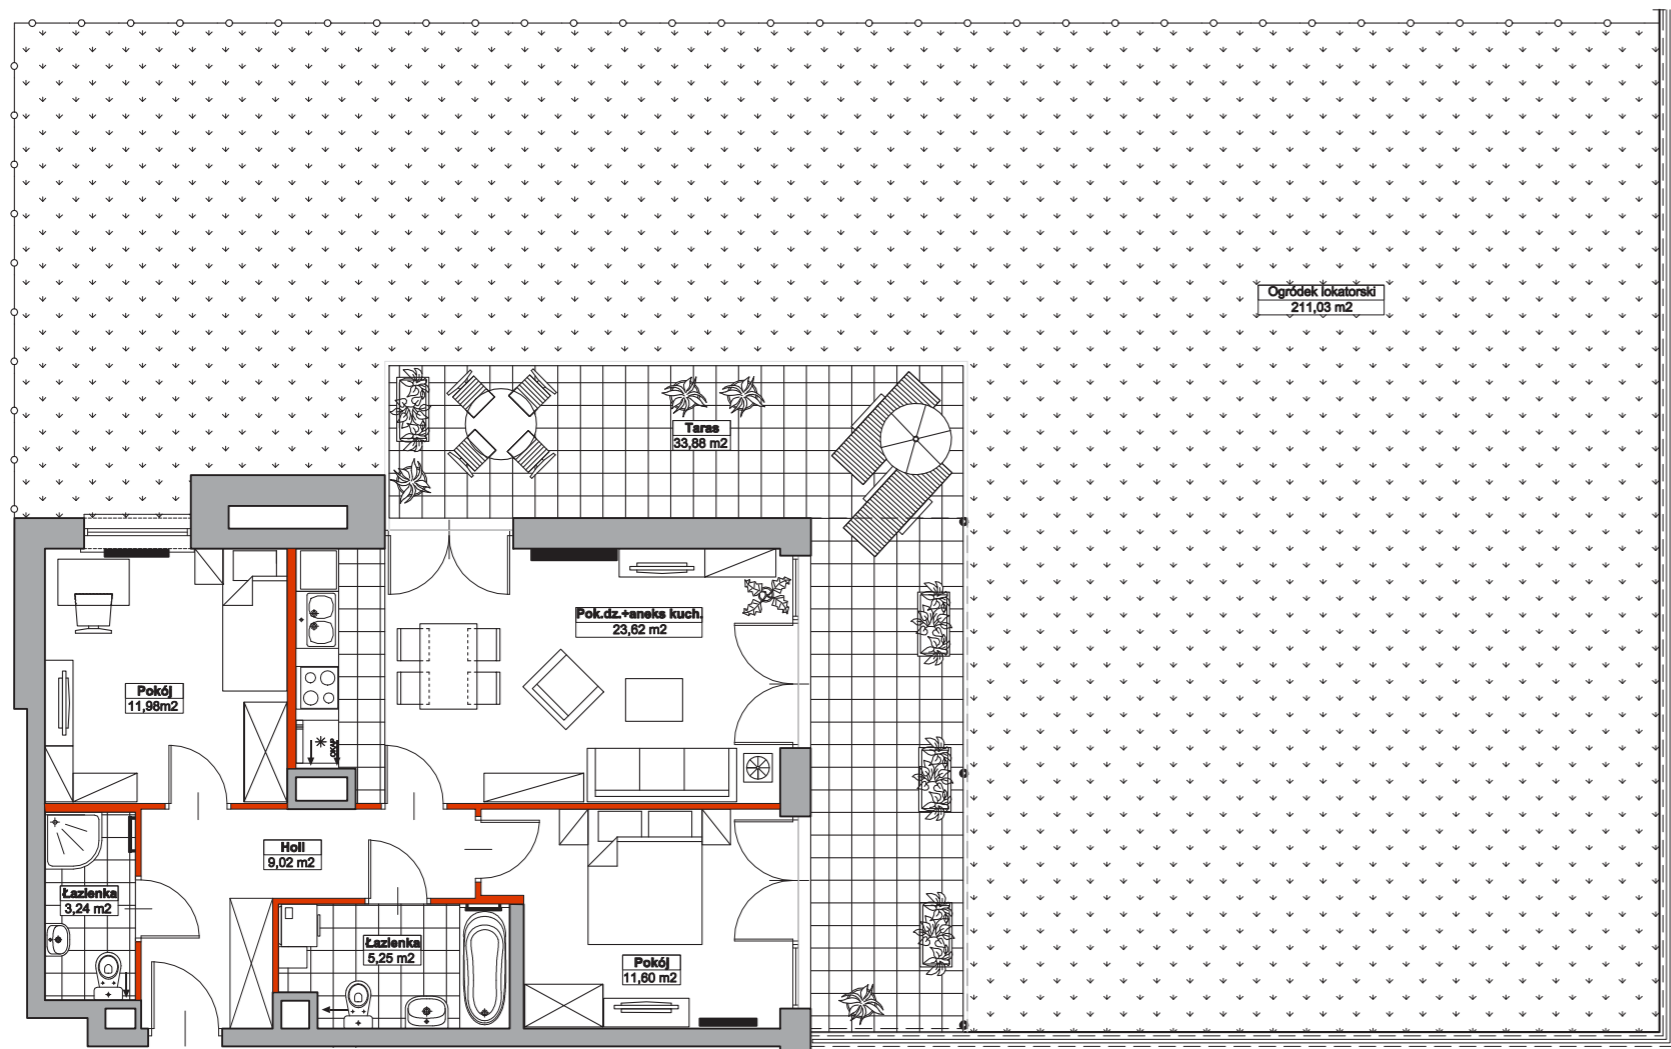 Ogródek lokatorski
211,03 m2
Taras
33,88 m2
Pok.dz.+aneks kuch.
23,62 m2
Pokój
11,98m2
OKAP
Holl
9,02 m2
Łazienka
3,24 m2
Łazienka
5,25 m2
Pokój
11,60 m2